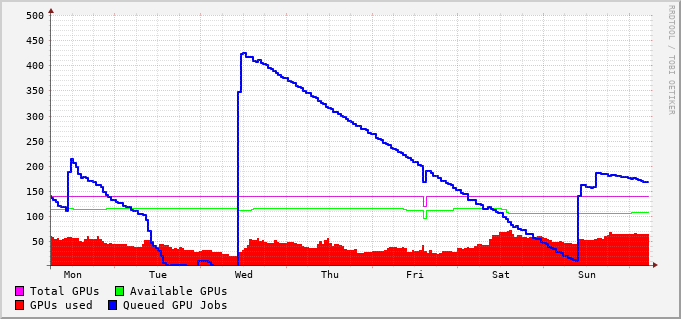 RRDTOOL / TOBI OETIKER
500
450
400
350
300
250
200
150
100
50
Mon Tue Wed Thu Fri Sat Sun
Total GPUs Available GPUs
GPUs used Queued GPU Jobs